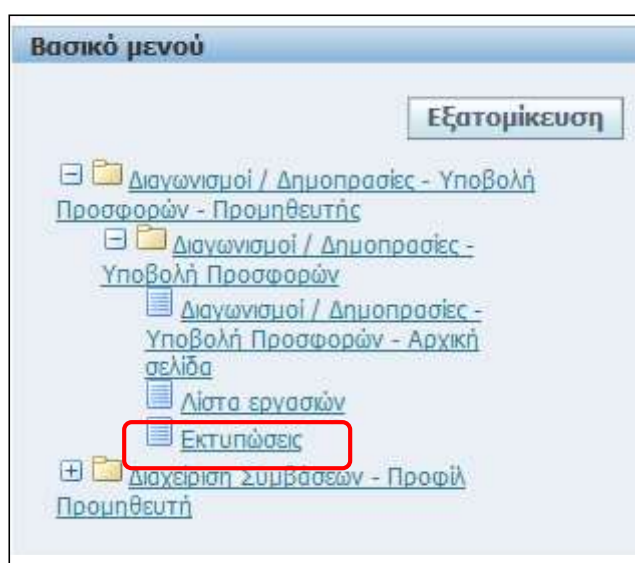 Βασικό μενού
Εξατομίκευση
Διαγωνισμοί / Δημοπρασίες - Υποβολή
Προσφορών - Προμηθευτής
Διαγωνισμοί / Δημοπρασίες -
Υποβολή Προσφορών
Διαγωνισμοί / Δημοπρασίες -
Υποβολή Προσφορών - Αρχική
σελίδα
Λίστα εργασιών
Εκτυπώσεις
Διαχείριση Συμβάσεων - Προφίλ
Προμηθευτή